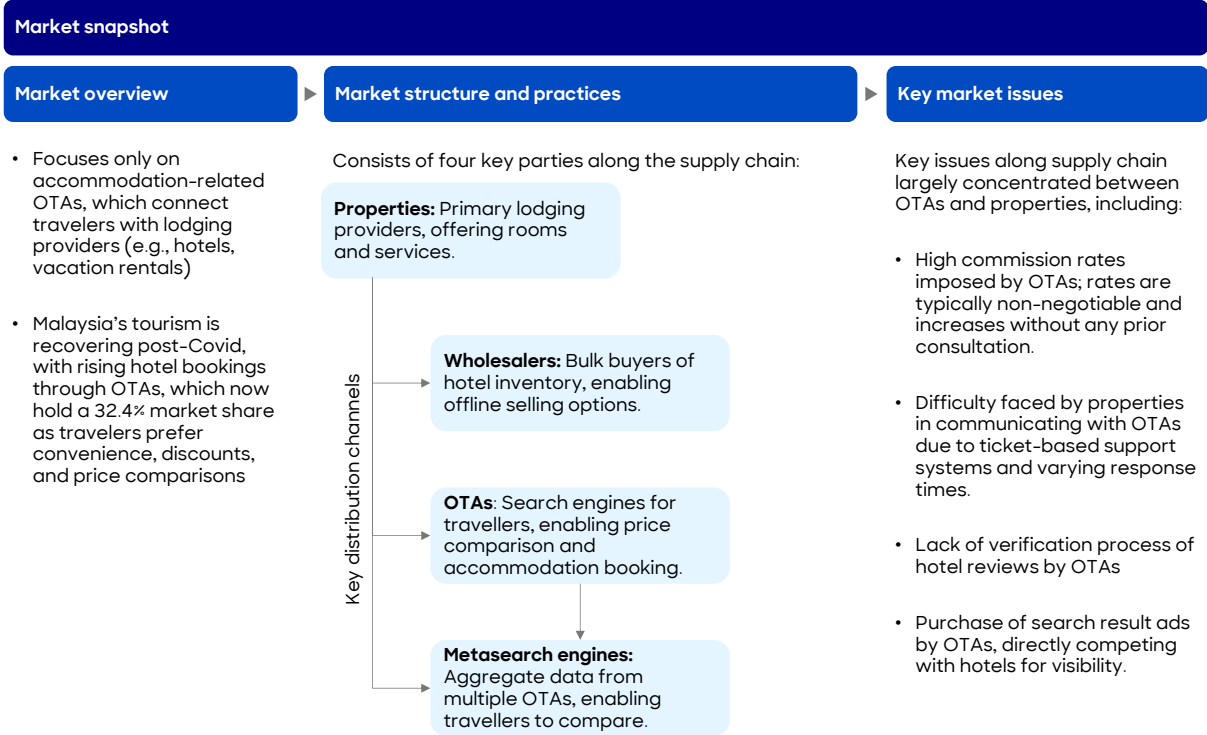 Market snapshot
Market overview
Market structure and practices
Key market issues
• Focuses only on
accommodation-related
OTAs, which connect
travelers with lodging
providers (e.g., hotels,
vacation rentals)
• Malaysia's tourism is
recovering post-Covid,
with rising hotel bookings
through OTAs, which now
hold a 32.4% market share
as travelers prefer
convenience, discounts,
and price comparisons
Consists of four key parties along the supply chain:
Properties: Primary lodging
providers, offering rooms
and services.
Key distribution channels
Wholesalers: Bulk buyers of
hotel inventory, enabling
offline selling options.
OTAs: Search engines for
travellers, enabling price
comparison and
accommodation booking.
Metasearch engines:
Aggregate data from
multiple OTAs, enabling
travellers to compare.
Key issues along supply chain
largely concentrated between
OTAs and properties, including:
• High commission rates
imposed by OTAs; rates are
typically non-negotiable and
increases without any prior
consultation.
• Difficulty faced by properties
in communicating with OTAs
due to ticket-based support
systems and varying response
times.
• Lack of verification process of
hotel reviews by OTAs
• Purchase of search result ads
by OTAs, directly competing
with hotels for visibility.